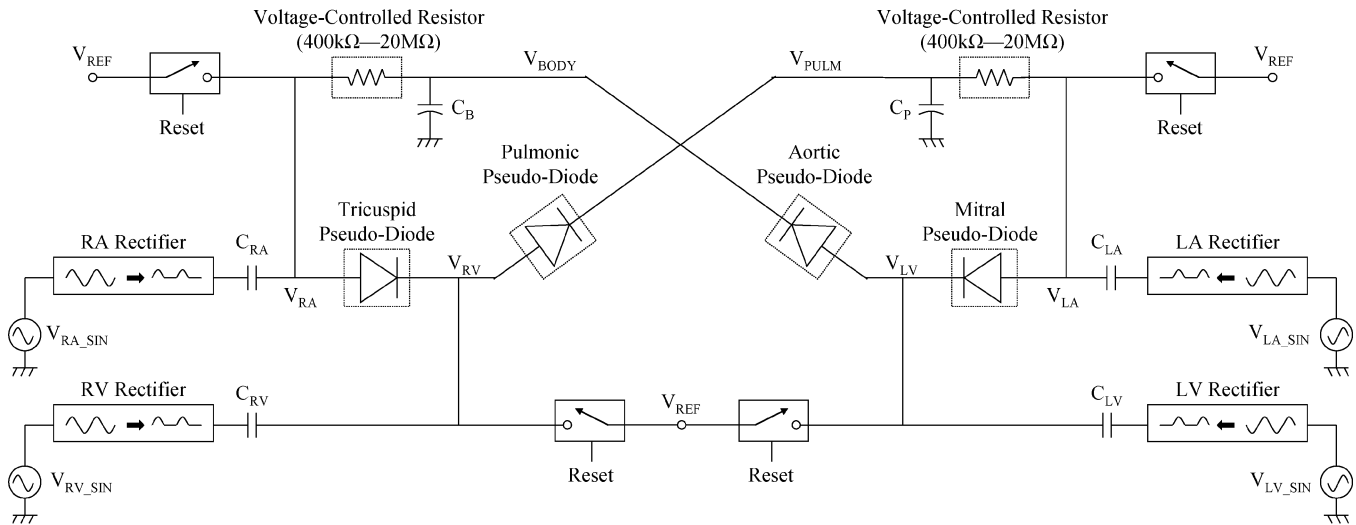 Voltage-Controlled Resistor
(400kΩ—20MΩ)
Voltage-Controlled Resistor
(400kΩ—20MΩ)
V_REF
V_BODY
V_PULM
V_REF
Reset
C_B
C_P
Reset
Pulmonic
Pseudo-Diode
Aortic
Pseudo-Diode
Tricuspid
Pseudo-Diode
Mitral
Pseudo-Diode
RA Rectifier
C_RA
V_RV
V_LV
C_LA
LA Rectifier
V_RA
V_LA
V_RA_SIN
V_LA_SIN
RV Rectifier
C_RV
V_REF
C_LV
LV Rectifier
Reset
Reset
V_RV_SIN
V_LV_SIN